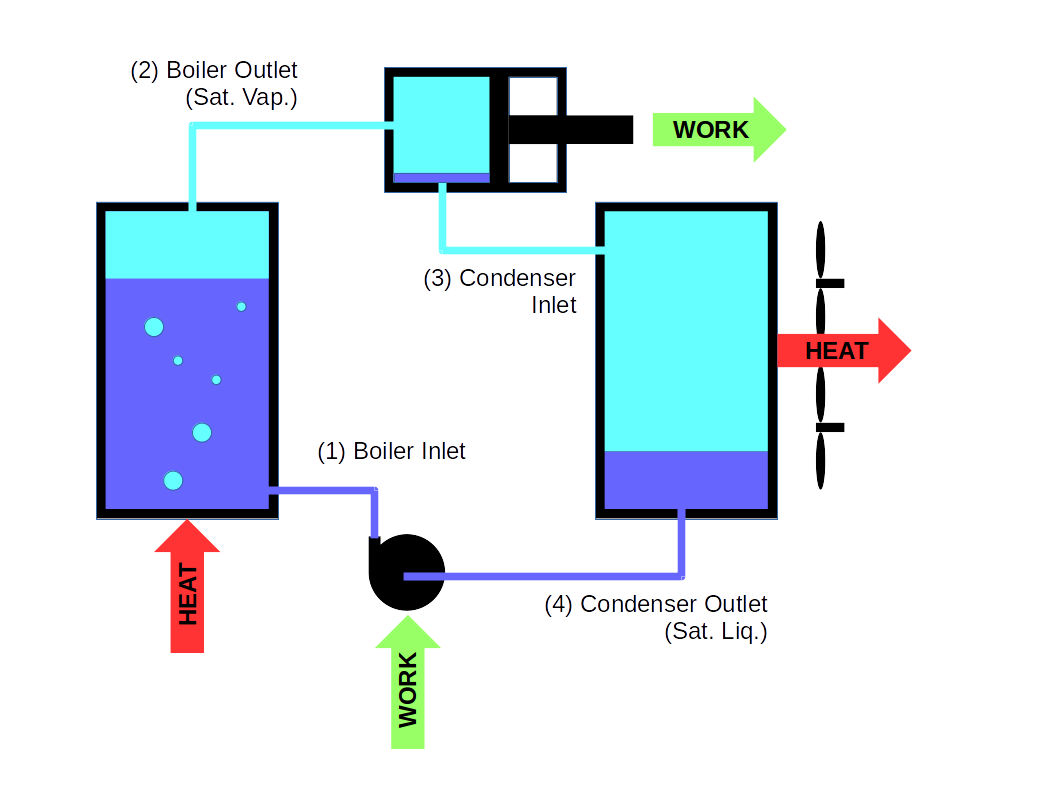 (2) Boiler Outlet
(Sat. Vap.)
WORK
(3) Condenser
Inlet
HEAT
(1) Boiler Inlet
HEAT
(4) Condenser Outlet
(Sat. Liq.)
WORK